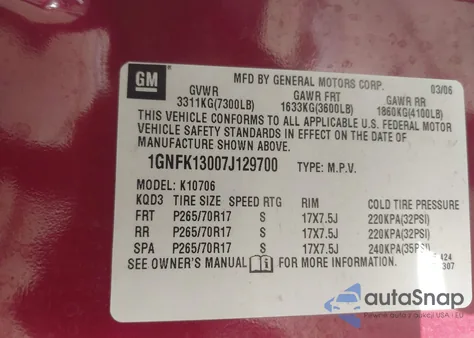 GM
MFD BY GENERAL MOTORS CORP. 03/06
GVWR GAWR FRT GAWR RR
3311KG(7300LB) 1633KG(3600LB) 1860KG(4100LB)
THIS VEHICLE CONFORMS TO ALL APPLICABLE U.S. FEDERAL MOTOR
VEHICLE SAFETY STANDARDS IN EFFECT ON THE DATE OF
MANUFACTURE SHOWN ABOVE.
1GNFK13007J129700 TYPE: M.P.V.
MODEL: K10706
KQD3 TIRE SIZE SPEED RTG RIM COLD TIRE PRESSURE
FRT P265/70R17 S 17X7.5J 220KPA(32PSI)
RR P265/70R17 S 17X7.5J 220KPA(32PSI)
SPA P265/70R17 S 17X7.5J 240KPA(35PSI)
SEE OWNER'S MANUAL FOR MORE INFORMATION.
424
307
autoSnap